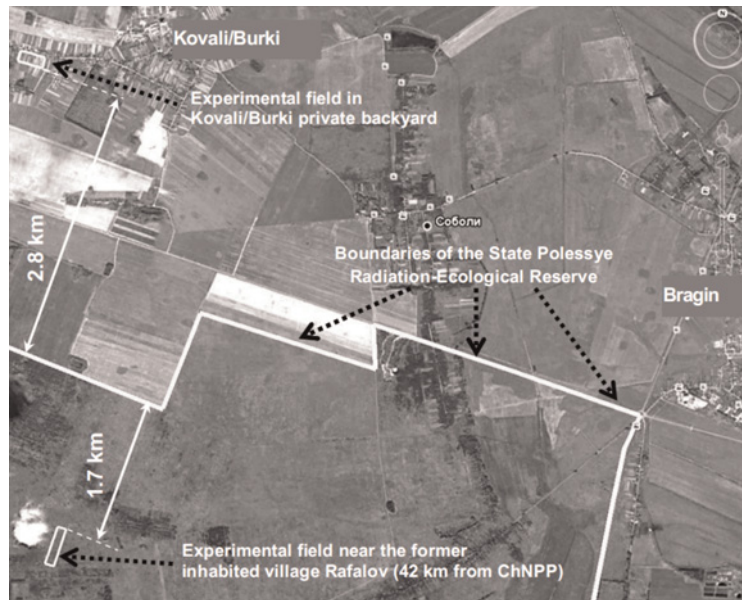 Kovali/Burki
Experimental field in
Kovali/Burki private backyard
2.8 km
Соболи
Boundaries of the State Polessye
Radiation-Ecological Reserve
Bragin
1.7 km
Experimental field near the former
inhabited village Rafalov (42 km from ChNPP)